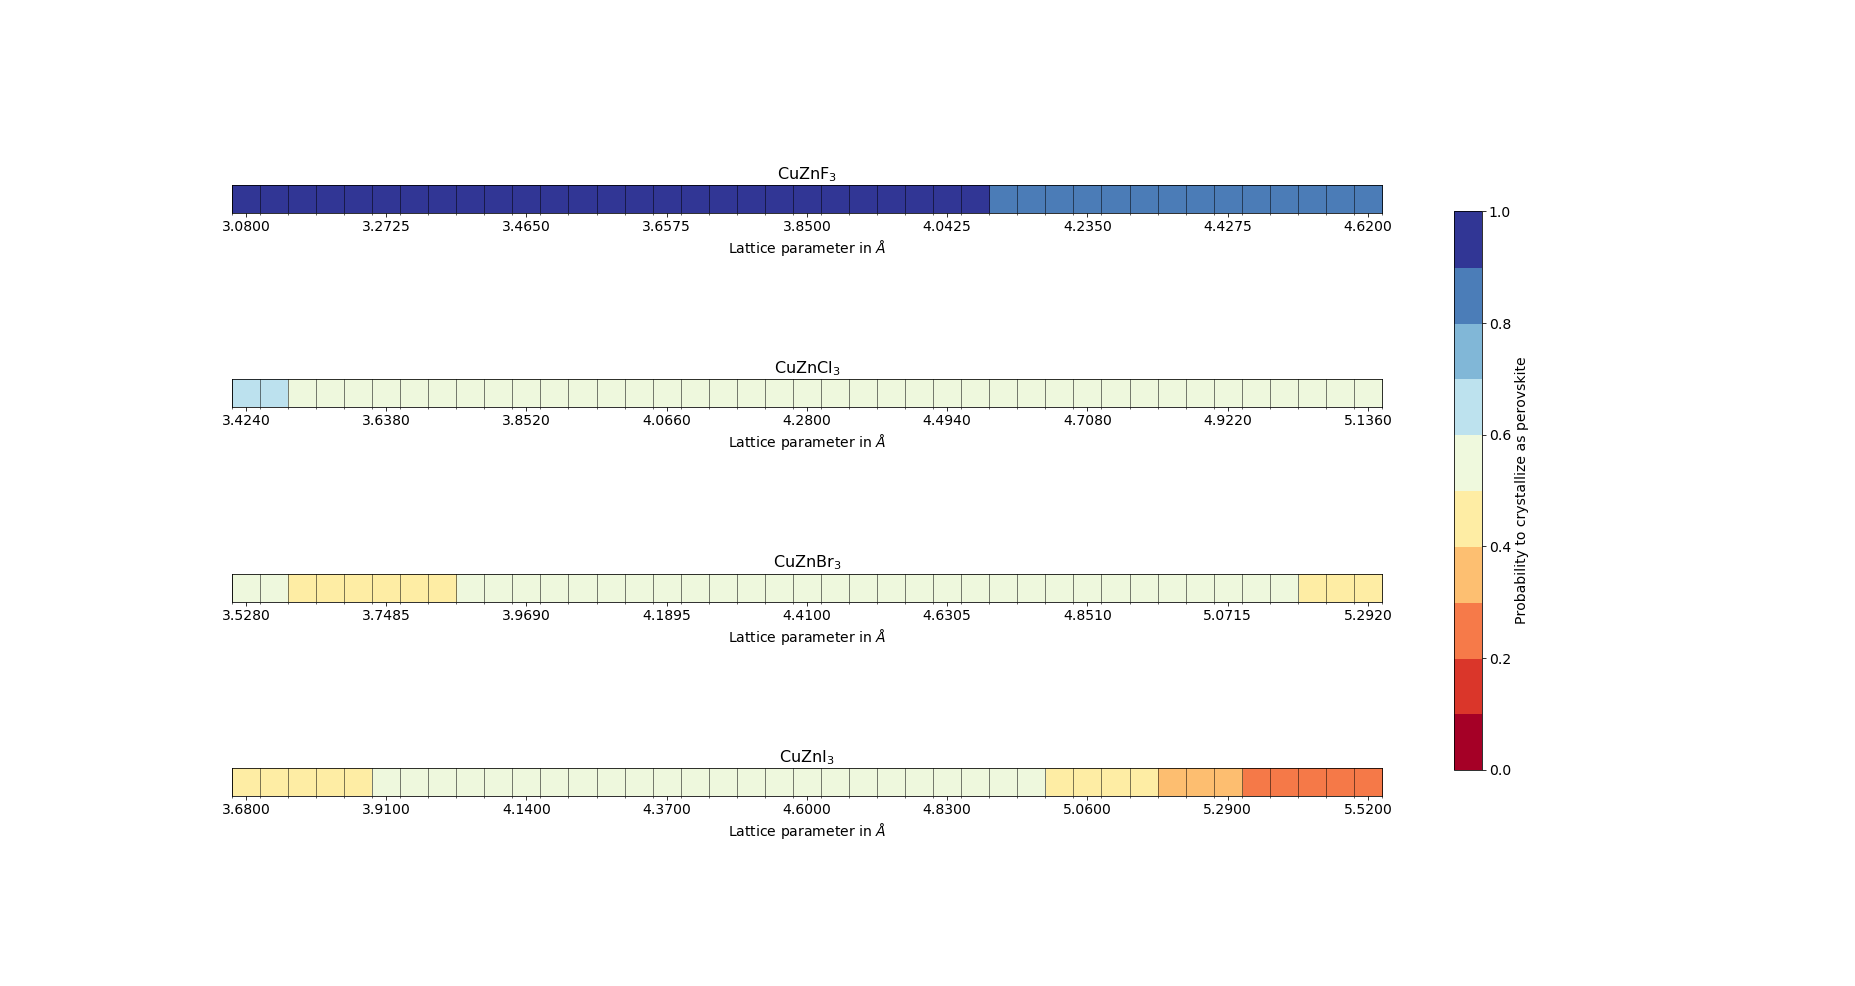 CuZnF₃
3.0800 3.2725 3.4650 3.6575 3.8500 4.0425 4.2350 4.4275 4.6200
Lattice parameter in Å
CuZnCl₃
3.4240 3.6380 3.8520 4.0660 4.2800 4.4940 4.7080 4.9220 5.1360
Lattice parameter in Å
CuZnBr₃
3.5280 3.7485 3.9690 4.1895 4.4100 4.6305 4.8510 5.0715 5.2920
Lattice parameter in Å
CuZnI₃
3.6800 3.9100 4.1400 4.3700 4.6000 4.8300 5.0600 5.2900 5.5200
Lattice parameter in Å
1.0
0.8
0.6
0.4
0.2
0.0
Probability to crystallize as perovskite